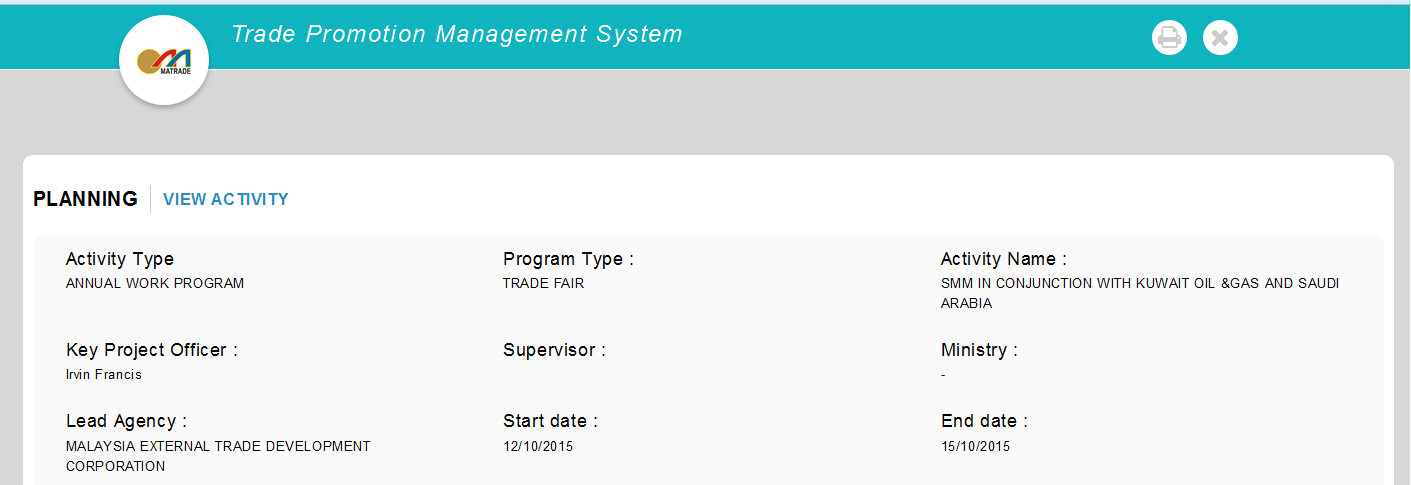 Trade Promotion Management System
MATRADE
PLANNING VIEW ACTIVITY
Activity Type
ANNUAL WORK PROGRAM
Program Type :
TRADE FAIR
Activity Name :
SMM IN CONJUNCTION WITH KUWAIT OIL &GAS AND SAUDI
ARABIA
Key Project Officer :
Irvin Francis
Supervisor :
Ministry :
-
Lead Agency :
MALAYSIA EXTERNAL TRADE DEVELOPMENT
CORPORATION
Start date :
12/10/2015
End date :
15/10/2015